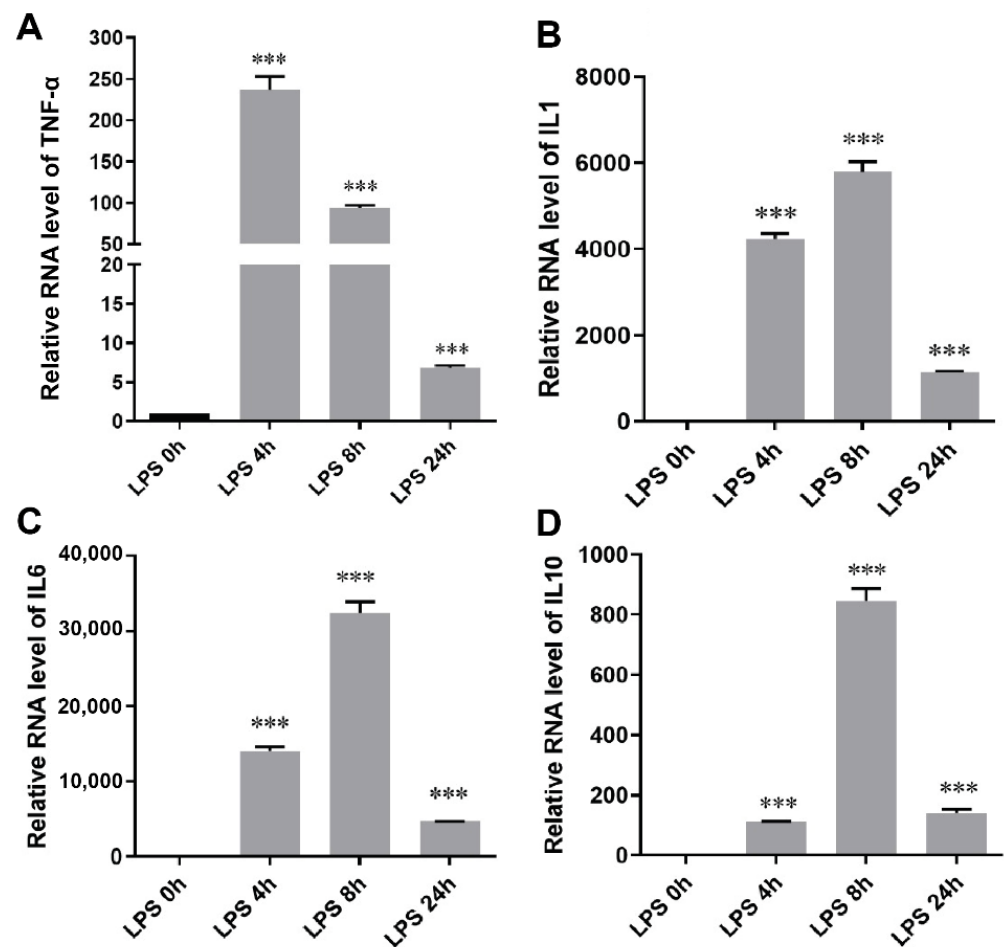 A
Relative RNA level of TNF-α
300
250
200
150
100
50
20
15
10
5
0
***
***
***
LPS 0h
LPS 4h
LPS 8h
LPS 24h
B
Relative RNA level of IL1
8000
6000
4000
2000
0
***
***
***
LPS 0h
LPS 4h
LPS 8h
LPS 24h
C
Relative RNA level of IL6
40,000
30,000
20,000
10,000
0
***
***
***
LPS 0h
LPS 4h
LPS 8h
LPS 24h
D
Relative RNA level of IL10
1000
800
600
400
200
0
***
***
***
LPS 0h
LPS 4h
LPS 8h
LPS 24h